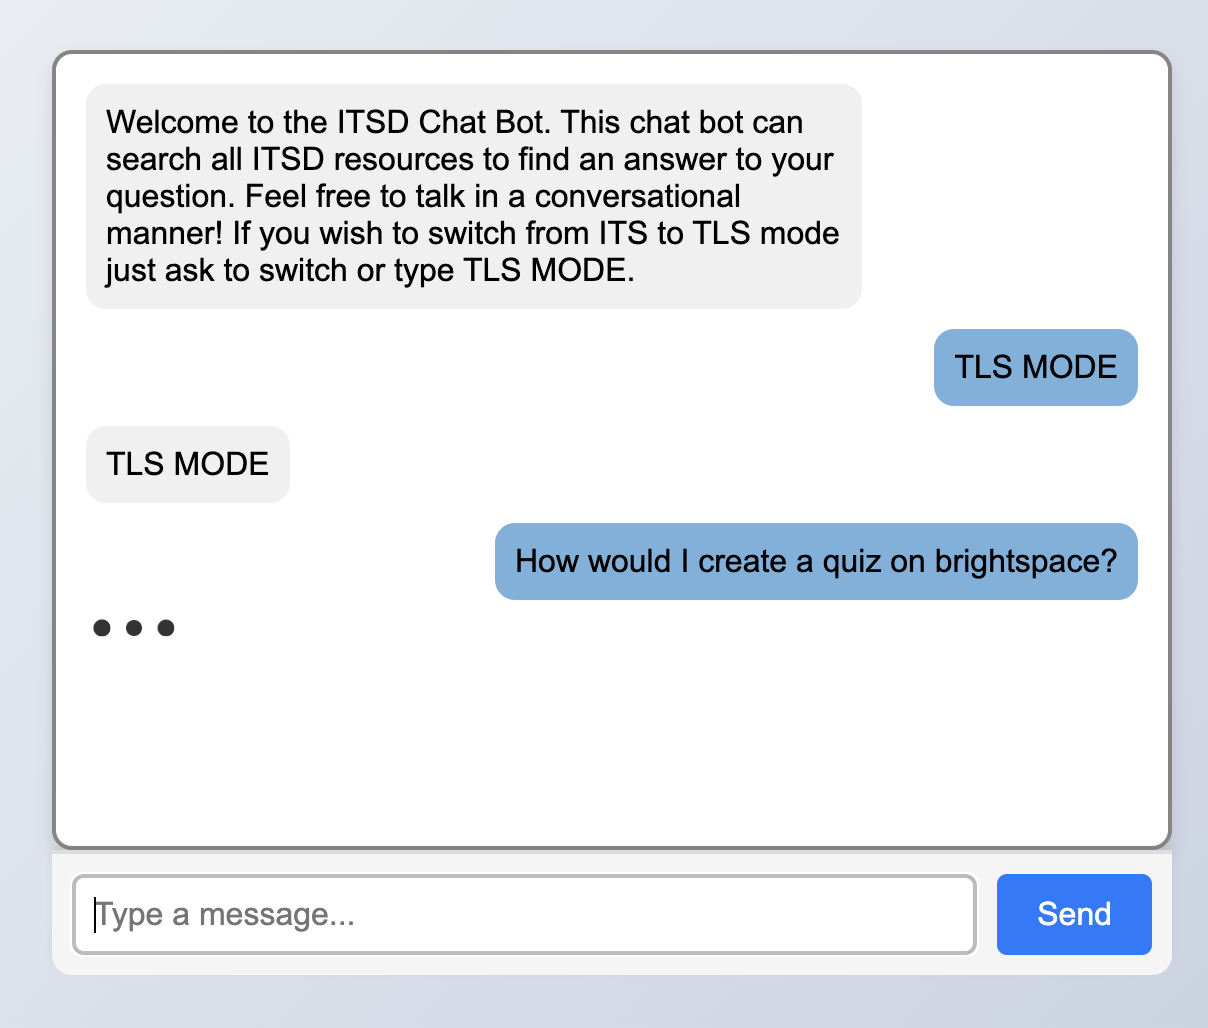 Welcome to the ITSD Chat Bot. This chat bot can
search all ITSD resources to find an answer to your
question. Feel free to talk in a conversational
manner! If you wish to switch from ITS to TLS mode
just ask to switch or type TLS MODE.
TLS MODE
TLS MODE
How would I create a quiz on brightspace?
Type a message...
Send